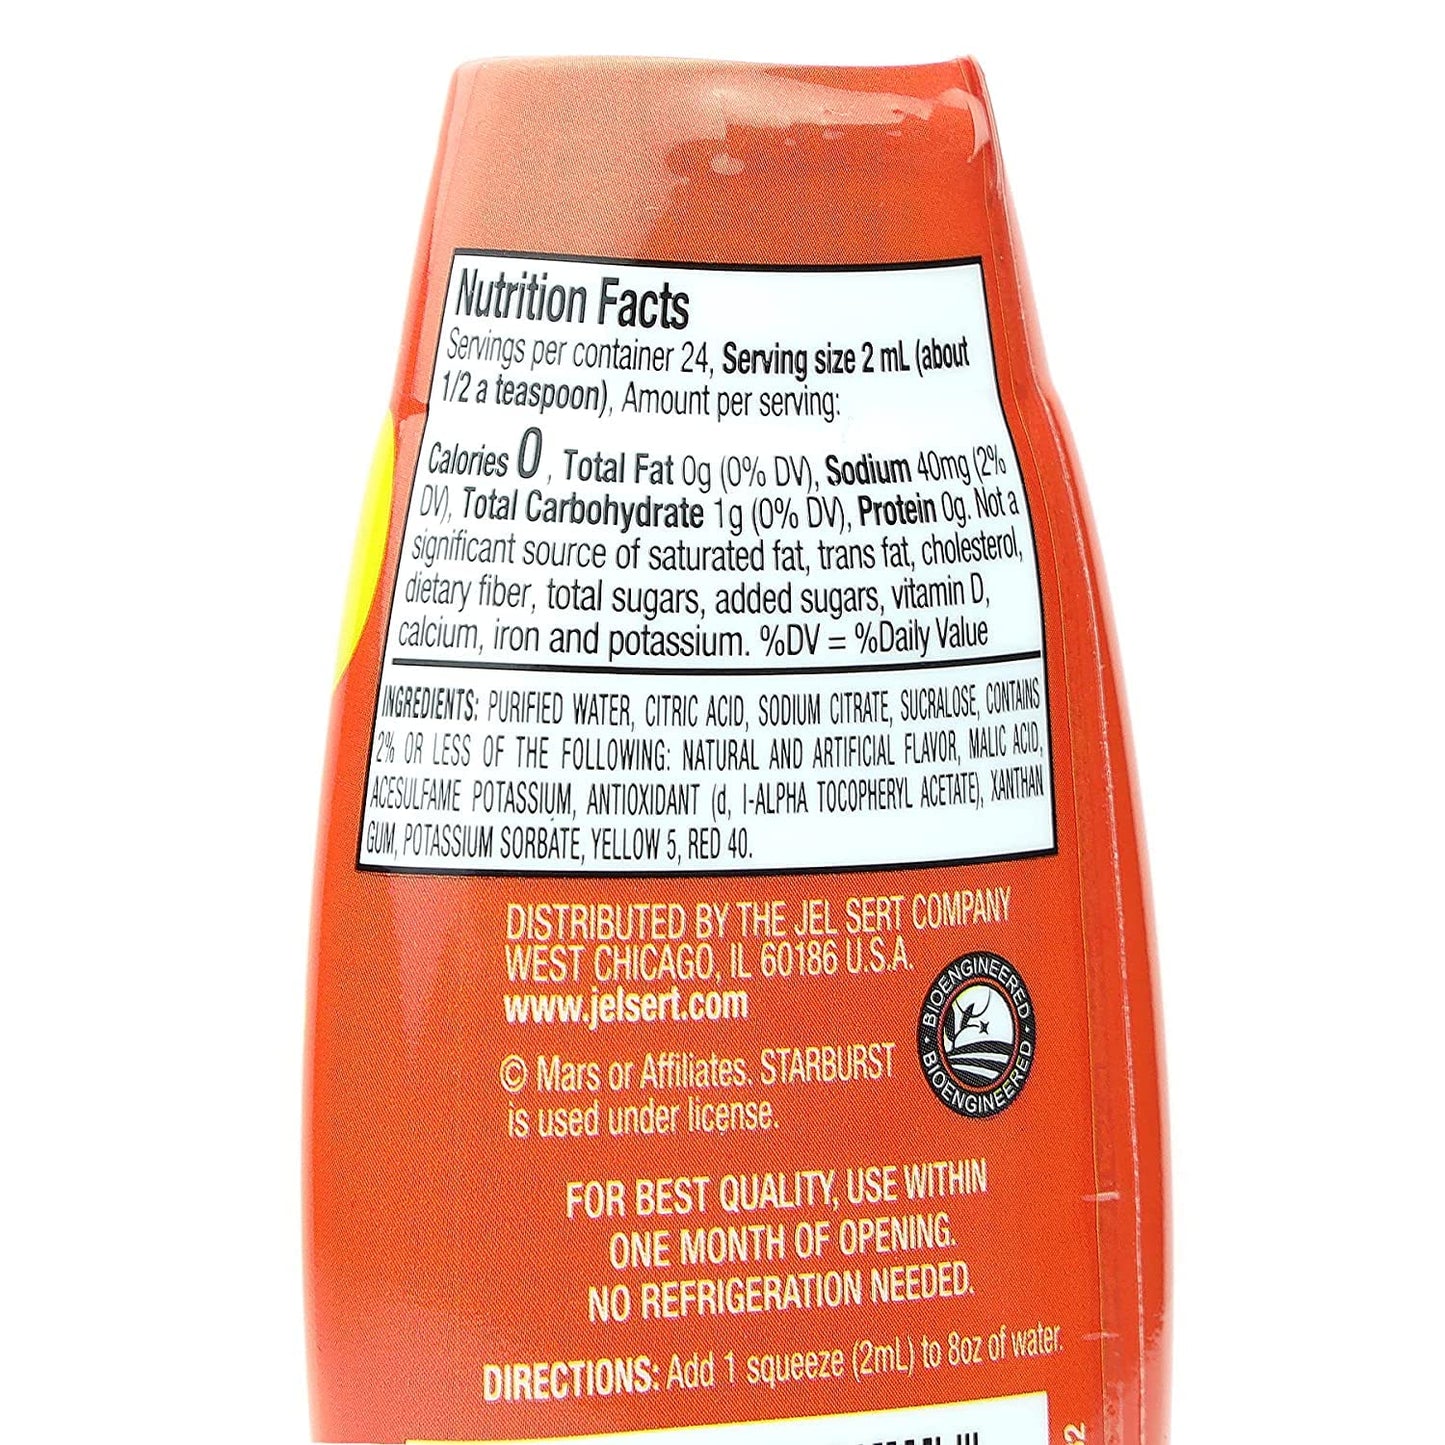 Nutrition Facts
Servings per container 24, Serving size 2 mL (about
1/2 a teaspoon), Amount per serving:
Calories 0, Total Fat 0g (0% DV), Sodium 40mg (2%
DV), Total Carbohydrate 1g (0% DV), Protein 0g. Not a
significant source of saturated fat, trans fat, cholesterol,
dietary fiber, total sugars, added sugars, vitamin D,
calcium, iron and potassium. %DV = %Daily Value
INGREDIENTS: PURIFIED WATER, CITRIC ACID, SODIUM CITRATE, SUCRALOSE, CONTAINS
2% OR LESS OF THE FOLLOWING: NATURAL AND ARTIFICIAL FLAVOR, MALIC ACID,
ACESULFAME POTASSIUM, ANTIOXIDANT (d, l-ALPHA TOCOPHERYL ACETATE), XANTHAN
GUM, POTASSIUM SORBATE, YELLOW 5, RED 40.
DISTRIBUTED BY THE JEL SERT COMPANY
WEST CHICAGO, IL 60186 U.S.A.
www.jelsert.com
BIOENGINEERED
BIOENGINEERED
© Mars or Affiliates. STARBURST
is used under license.
FOR BEST QUALITY, USE WITHIN
ONE MONTH OF OPENING.
NO REFRIGERATION NEEDED.
DIRECTIONS: Add 1 squeeze (2mL) to 8oz of water.